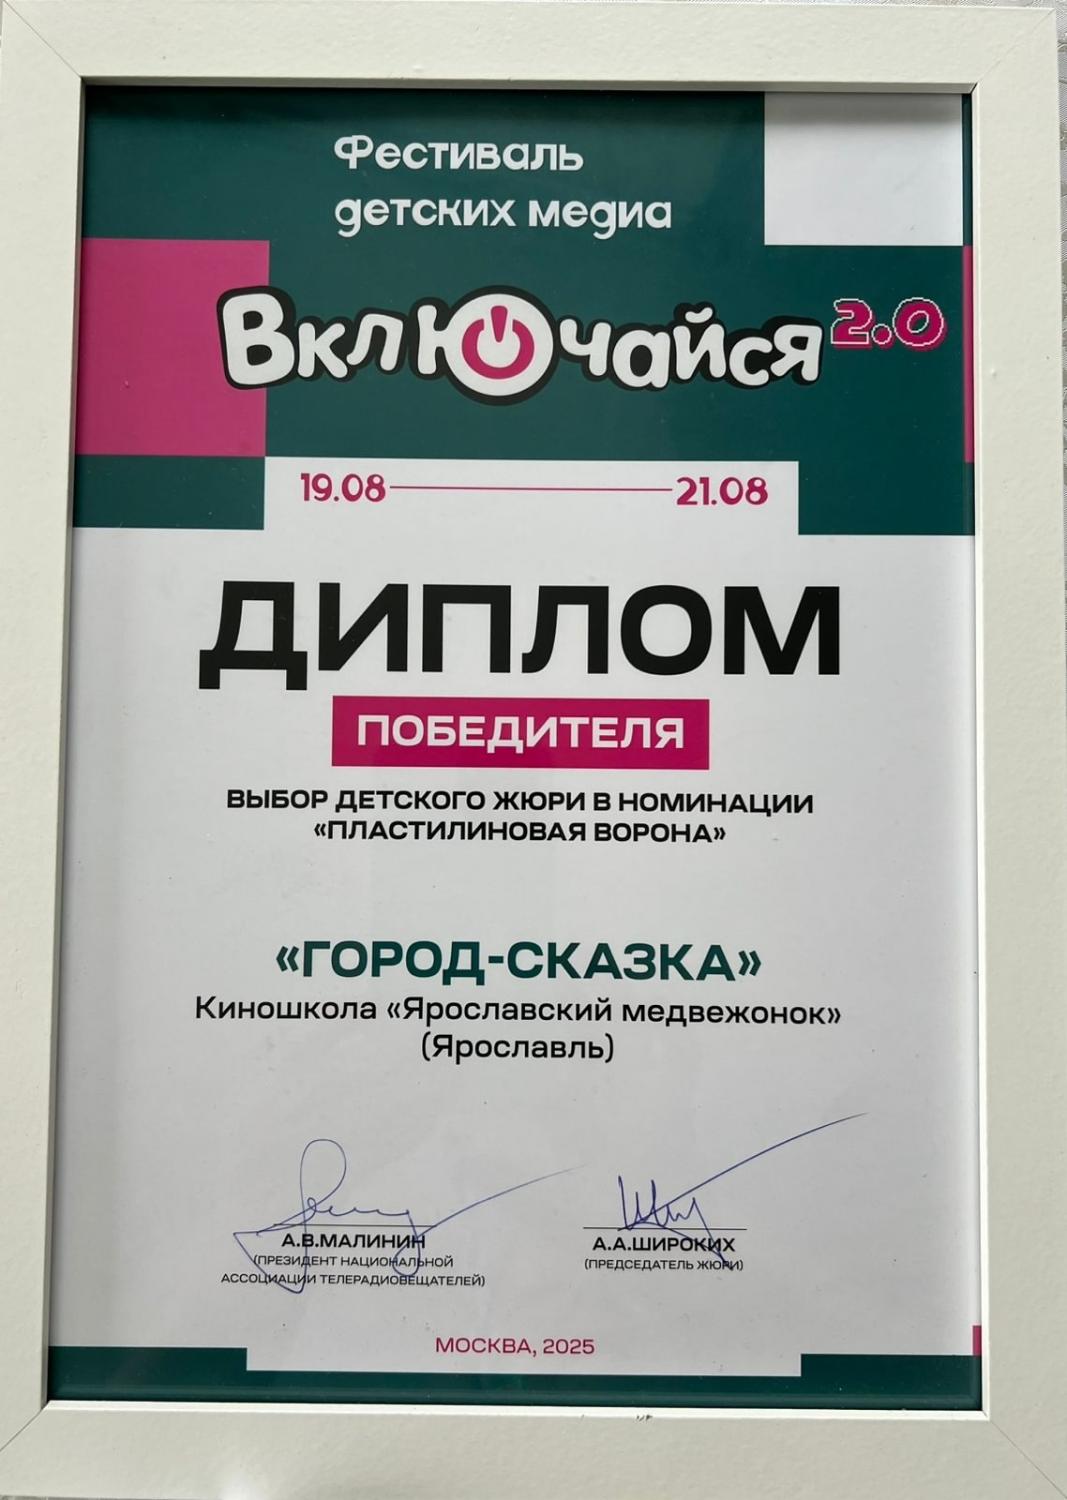 Фестиваль
детских медиа
Включайся 2.0
19.08 — 21.08
ДИПЛОМ
ПОБЕДИТЕЛЯ
ВЫБОР ДЕТСКОГО ЖЮРИ В НОМИНАЦИИ
«ПЛАСТИЛИНОВАЯ ВОРОНА»
«ГОРОД-СКАЗКА»
Киношкола «Ярославский медвежонок»
(Ярославль)
А.В.МАЛИНИН
(ПРЕЗИДЕНТ НАЦИОНАЛЬНОЙ
АССОЦИАЦИИ ТЕЛЕРАДИОВЕЩАТЕЛЕЙ)
А.А.ШИРОКИХ
(ПРЕДСЕДАТЕЛЬ ЖЮРИ)
МОСКВА, 2025